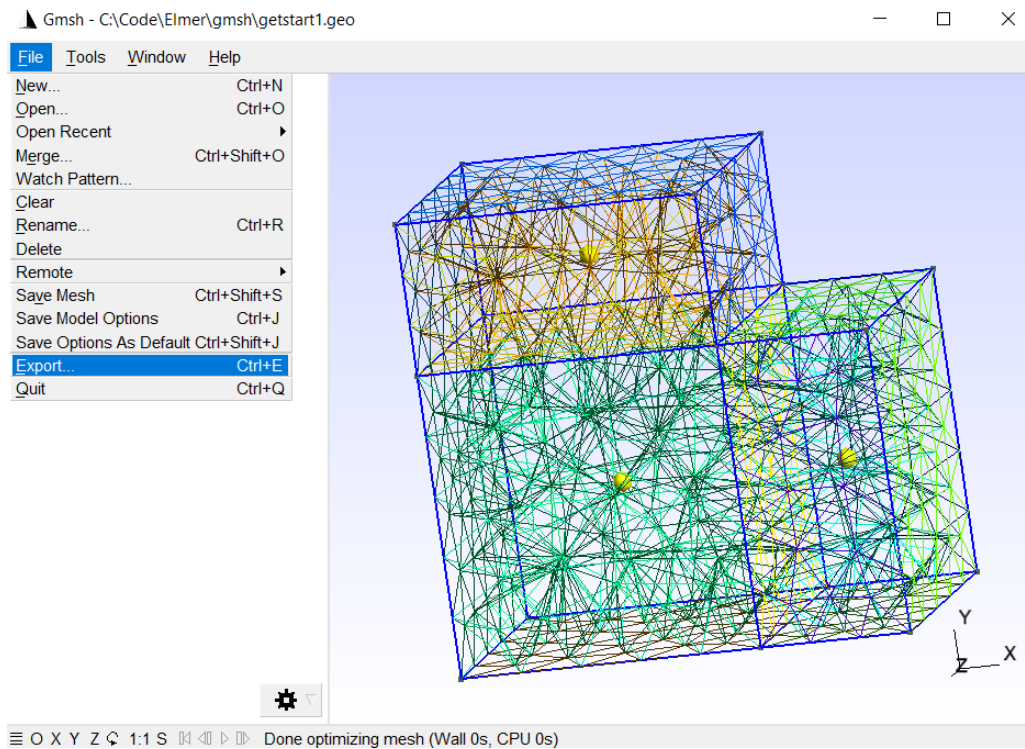 Gmsh - C:\Code\Elmer\gmsh\getstart1.geo
File Tools Window Help
New... Ctrl+N
Open... Ctrl+O
Open Recent
Merge... Ctrl+Shift+O
Watch Pattern...
Clear
Rename... Ctrl+R
Delete
Remote
Save Mesh Ctrl+Shift+S
Save Model Options Ctrl+J
Save Options As Default Ctrl+Shift+J
Export... Ctrl+E
Quit Ctrl+Q
Y
X
Z
O X Y Z 1:1 S Done optimizing mesh (Wall 0s, CPU 0s)